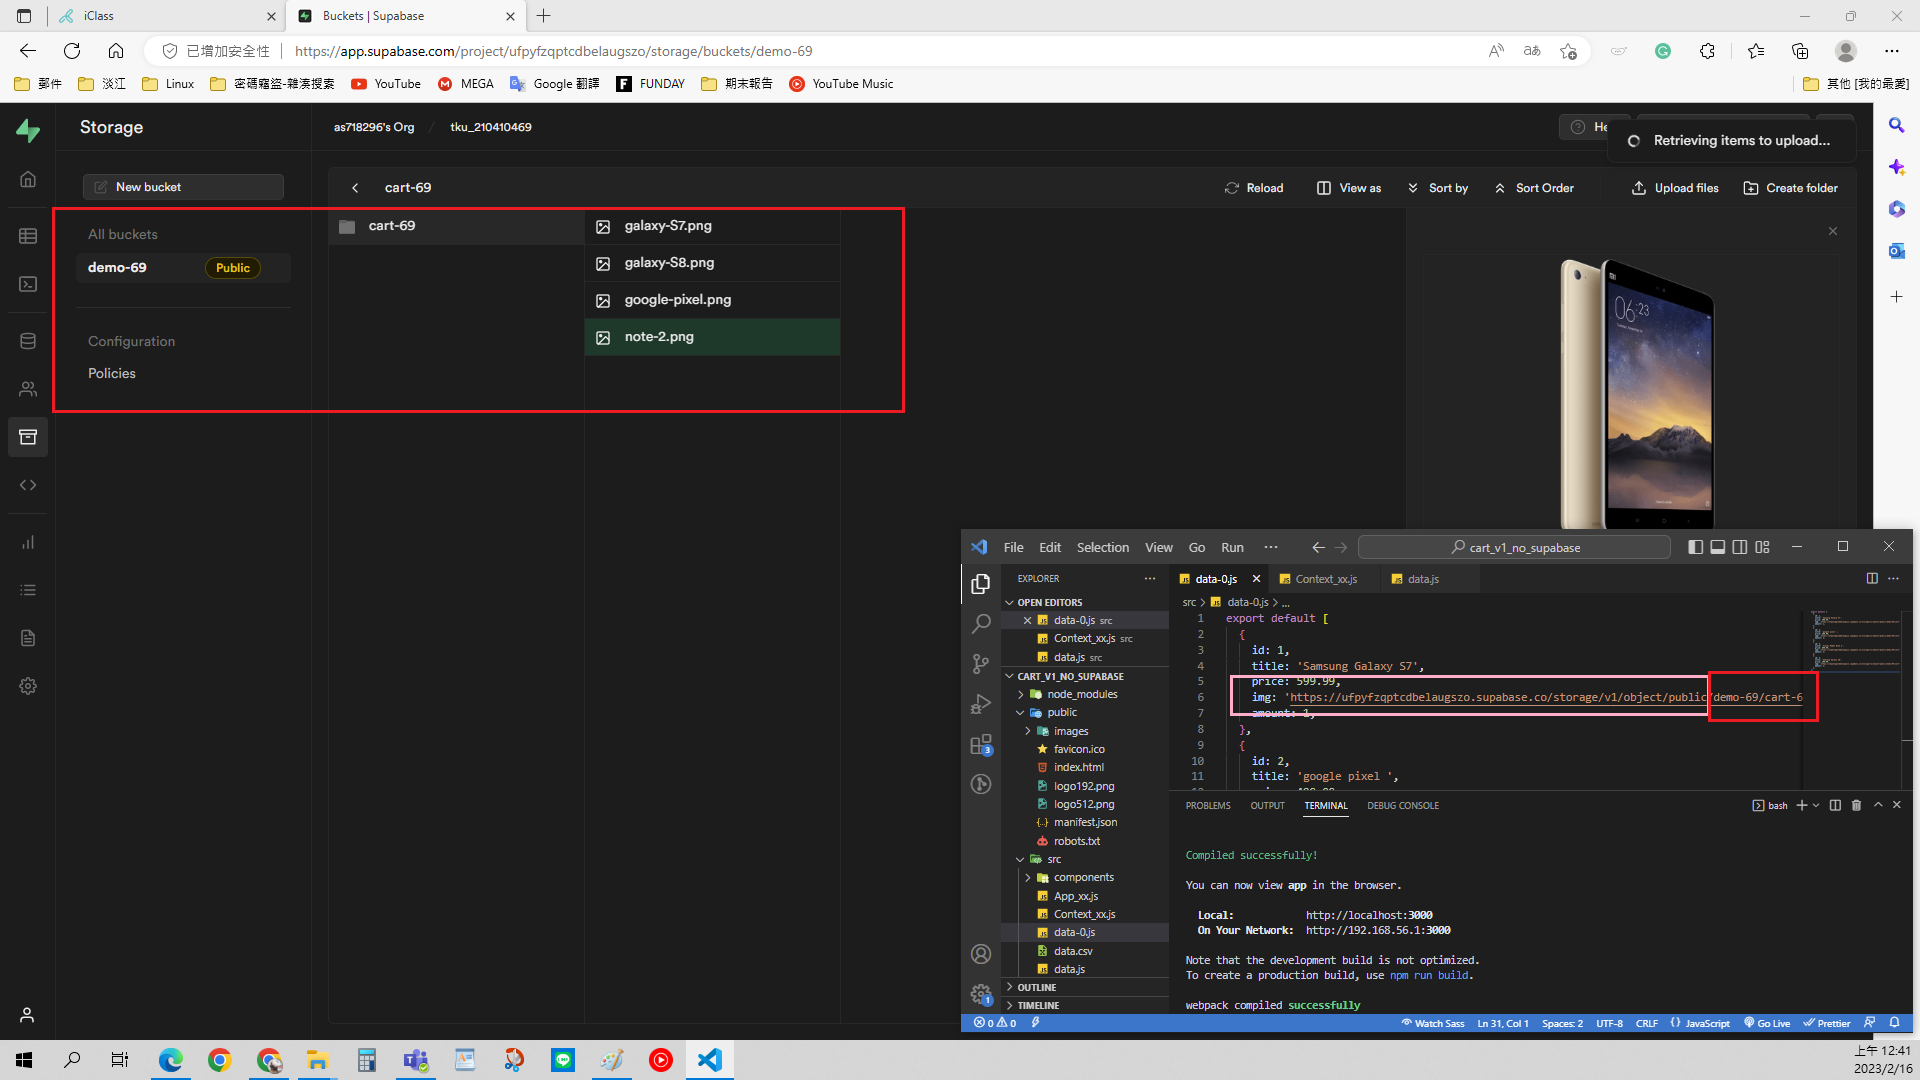 iClass
Buckets | Supabase
已增加安全性
https://app.supabase.com/project/ufpyfzqptcdbelaugszo/storage/buckets/demo-69
郵件
淡江
Linux
密碼竊盜-雜湊搜索
YouTube
MEGA
Google 翻譯
FUNDAY
期末報告
YouTube Music
其他 [我的最愛]
Storage
as718296's Org / tku_210410469
He
Retrieving items to upload...
New bucket
cart-69
Reload
View as
Sort by
Sort Order
Upload files
Create folder
All buckets
demo-69
Public
Configuration
Policies
cart-69
galaxy-S7.png
galaxy-S8.png
google-pixel.png
note-2.png
mi
06:23
File Edit Selection View Go Run ···
cart_v1_no_supabase
EXPLORER
OPEN EDITORS
data-0.js src
Context_xx.js src
data.js src
CART_V1_NO_SUPABASE
node_modules
public
images
favicon.ico
index.html
logo192.png
logo512.png
manifest.json
robots.txt
src
components
App_xx.js
Context_xx.js
data-0.js
data.csv
data.js
OUTLINE
TIMELINE
data-0.js
Context_xx.js
data.js
src > data-0.js > ...
1 export default [
2 {
3 id: 1,
4 title: 'Samsung Galaxy S7',
5 price: 599.99,
6 img: 'https://ufpyfzqptcdbelaugszo.supabase.co/storage/v1/object/public/demo-69/cart-6
7 amount: 1,
8 },
9 {
10 id: 2,
11 title: 'google pixel ',
PROBLEMS OUTPUT TERMINAL DEBUG CONSOLE
bash
Compiled successfully!
You can now view app in the browser.
Local: http://localhost:3000
On Your Network: http://192.168.56.1:3000
Note that the development build is not optimized.
To create a production build, use npm run build.
webpack compiled successfully
3
1
0 0
Watch Sass
Ln 31, Col 1
Spaces: 2
UTF-8
CRLF
{} JavaScript
Go Live
Prettier
上午 12:41
2023/2/16